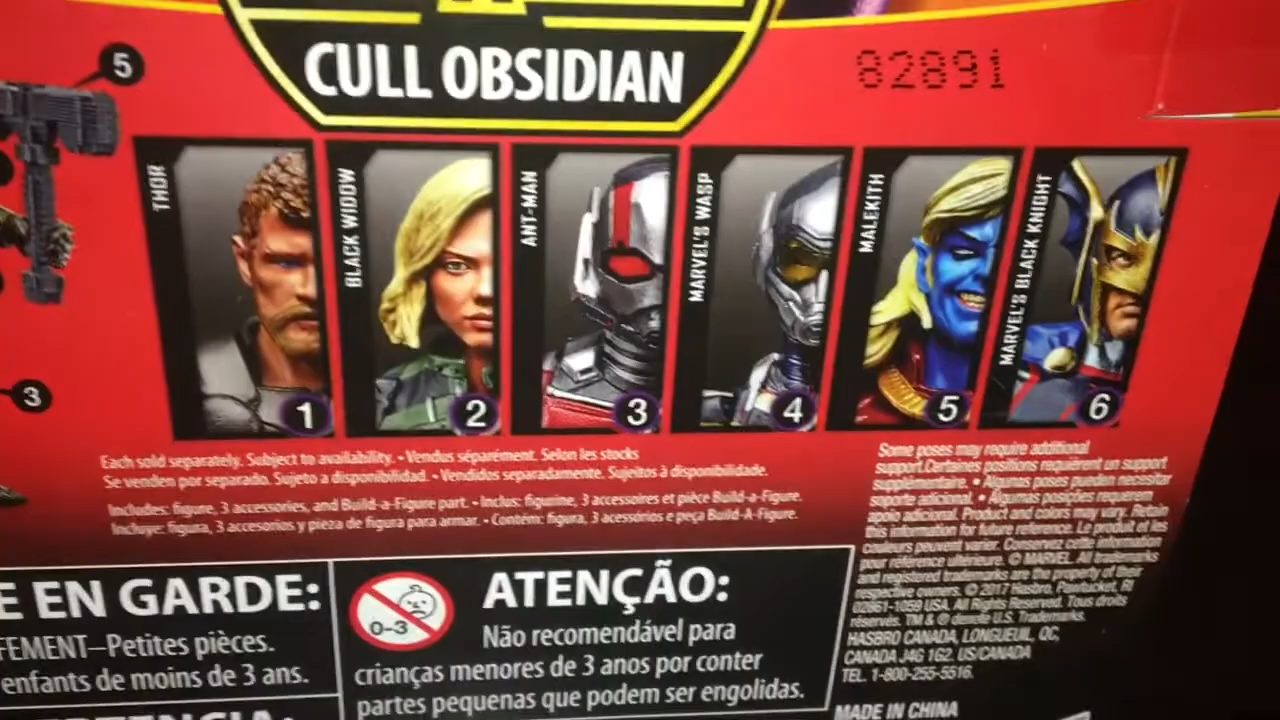 CULL OBSIDIAN
82891
5
3
THOR
1
BLACK WIDOW
2
ANT-MAN
3
MARVEL'S WASP
4
MALEKITH
5
MARVEL'S BLACK KNIGHT
6
Each sold separately. Subject to availability. • Vendus séparément. Selon les stocks
Se venden por separado. Sujeto a disponibilidad. • Vendidos separadamente. Sujeitos à disponibilidade.
Includes: figure, 3 accessories, and Build-a-Figure part. • Inclus: figurine, 3 accessoires et pièce Build-a-Figure.
Incluye: figura, 3 accesorios y pieza de figura para armar. • Contém: figura, 3 acessórios e peça Build-A-Figure.
Some poses may require additional
support. Certaines positions requièrent un support
supplémentaire. • Algunas poses pueden necesitar
soporte adicional. • Algumas posições requerem
apoio adicional. Product and colors may vary. Retain
this information for future reference. Le produit et les
couleurs peuvent varier. Conservez cette information
pour référence ultérieure. © MARVEL. All trademarks
and registered trademarks are the property of their
respective owners. © 2017 Hasbro, Pawtucket, RI
02861-1059 USA. All Rights Reserved. Tous droits
réservés. TM & ® denote U.S. Trademarks.
HASBRO CANADA, LONGUEUIL, QC,
CANADA J4G 1G2. US/CANADA
TEL. 1-800-255-5516.
MADE IN CHINA
E EN GARDE:
FEMENT–Petites pièces.
enfants de moins de 3 ans.
0-3
ATENÇÃO:
Não recomendável para
crianças menores de 3 anos por conter
partes pequenas que podem ser engolidas.